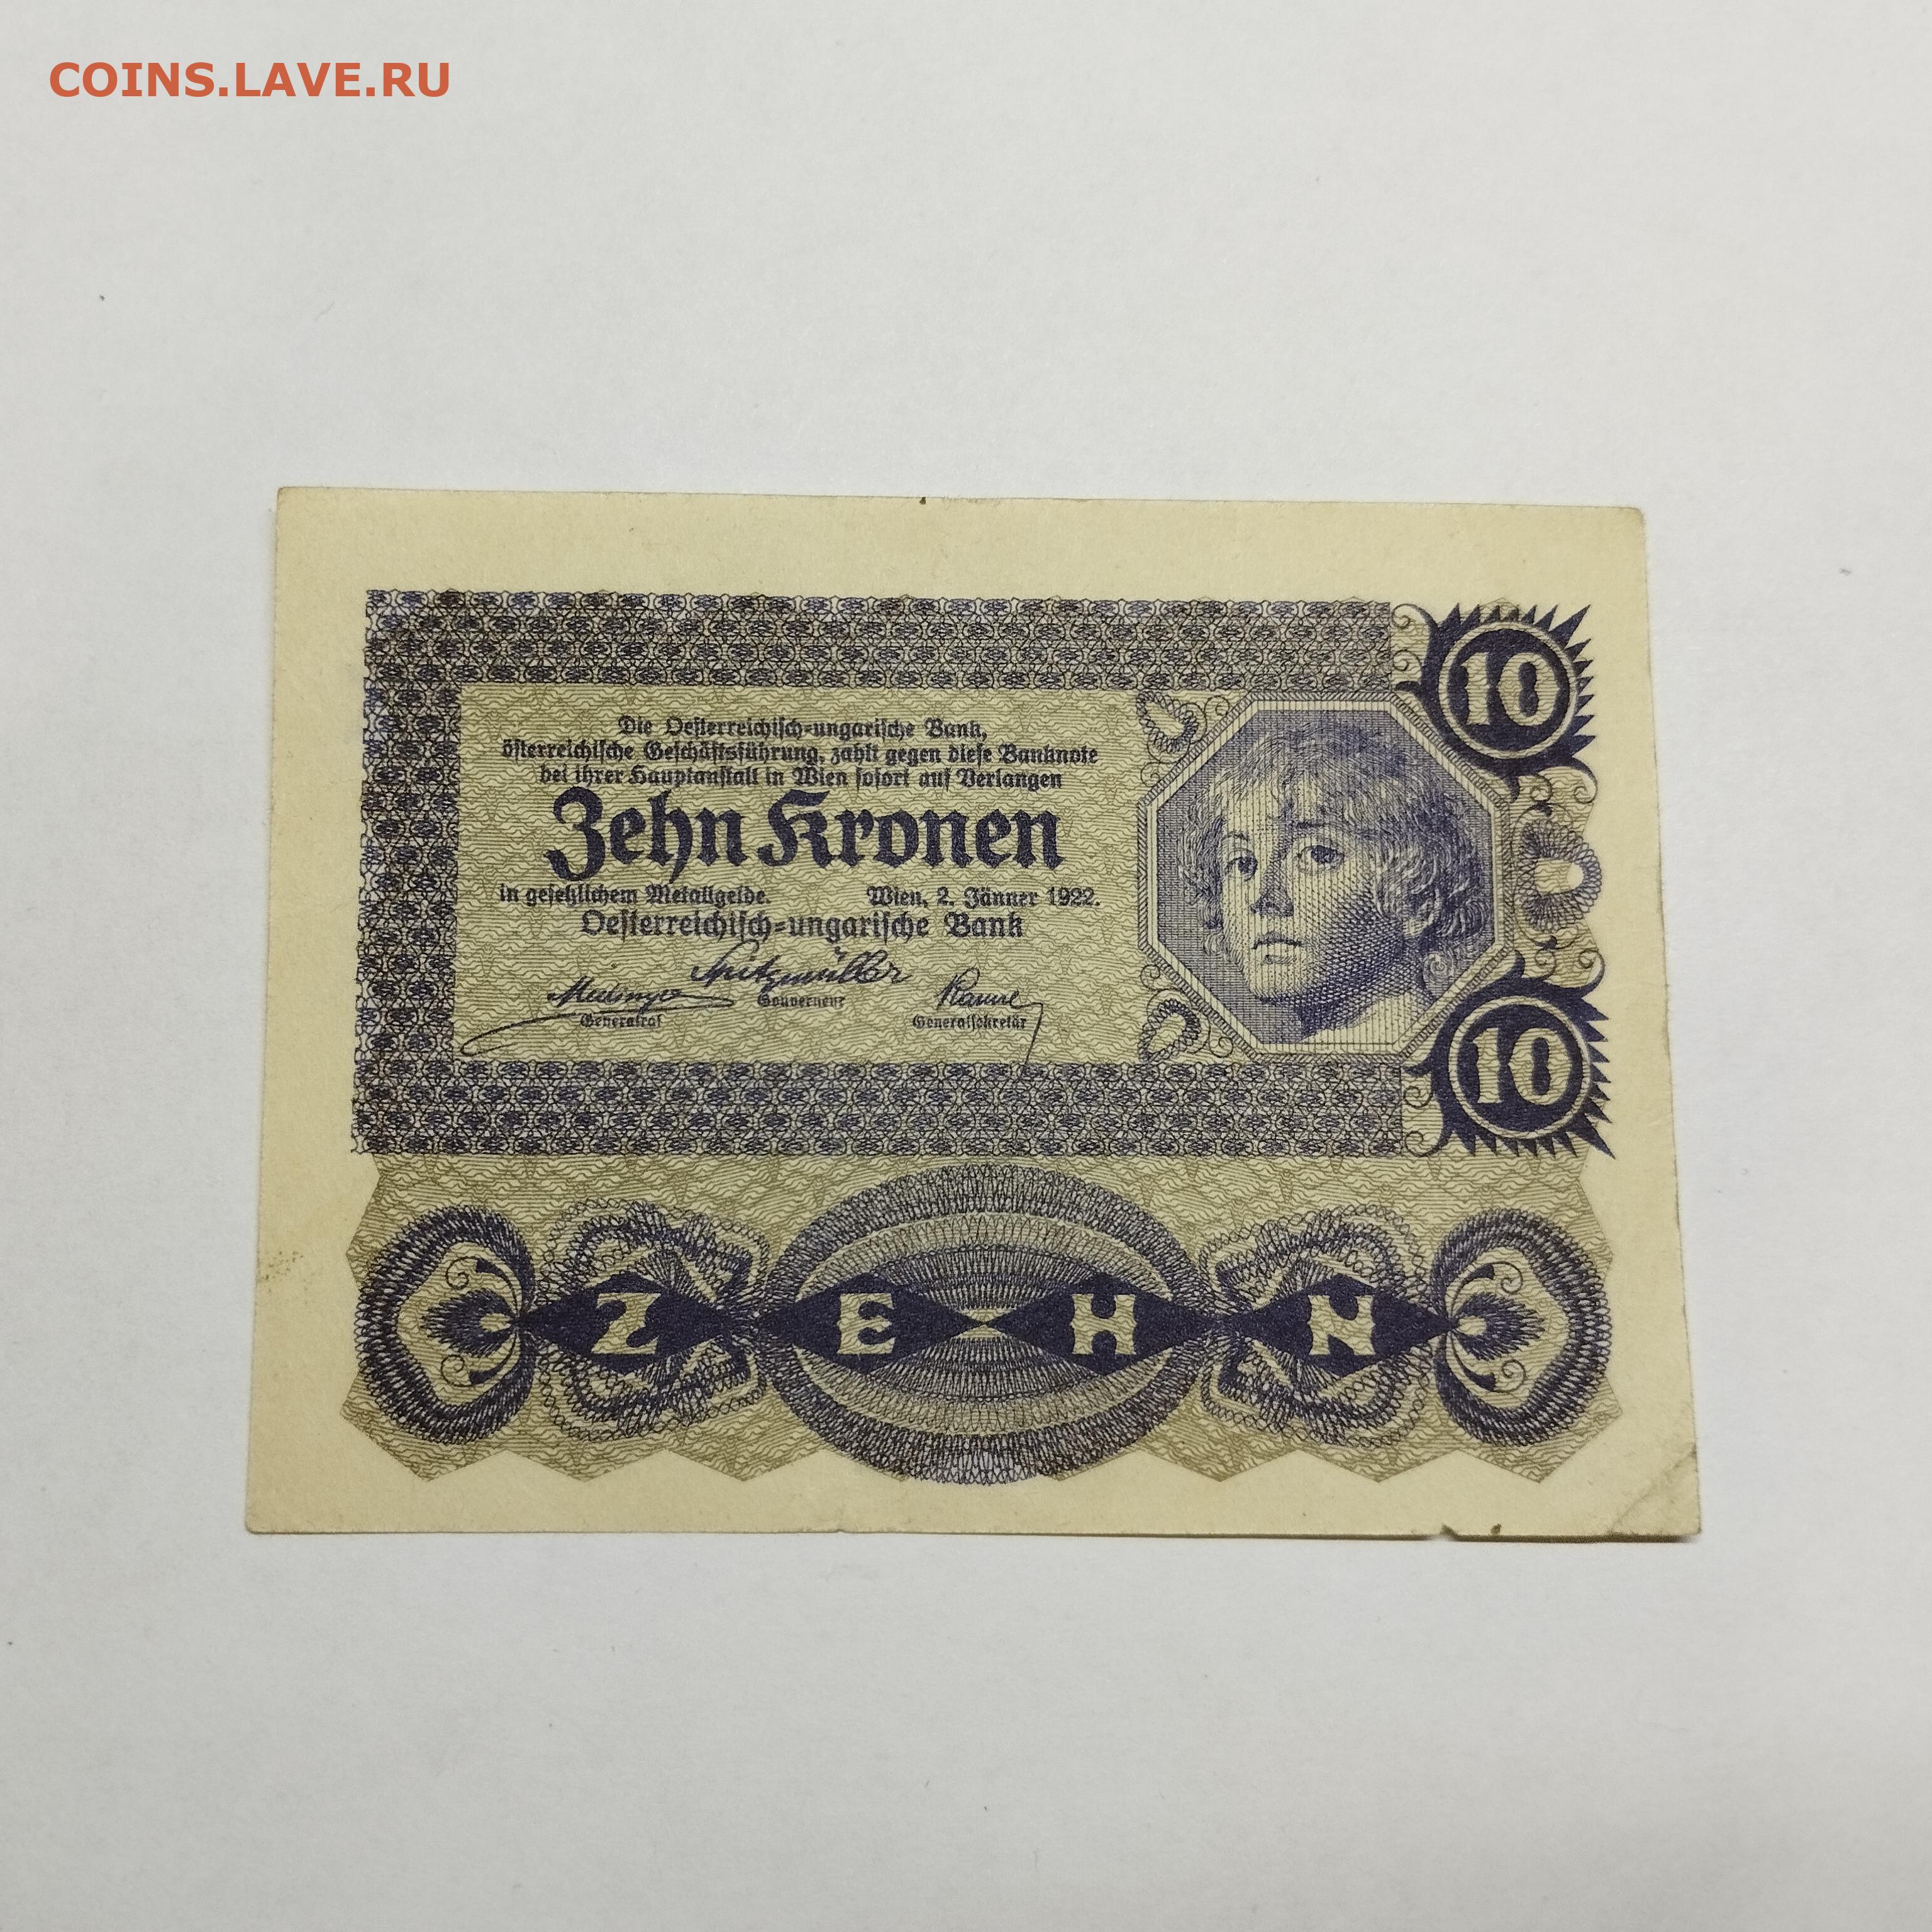 COINS.LAVE.RU
10
Die Oesterreichisch-ungarische Bank,
österreichische Geschäftsführung, zahlt gegen diese Banknote
bei ihrer Hauptanstalt in Wien sofort auf Verlangen
Zehn Kronen
in gesetzlichem Metallgelde. Wien, 2. Jänner 1922.
Oesterreichisch-ungarische Bank
Spitzmüller
Gouverneur
Generalrat
Generalsekretär
10
Z E H N